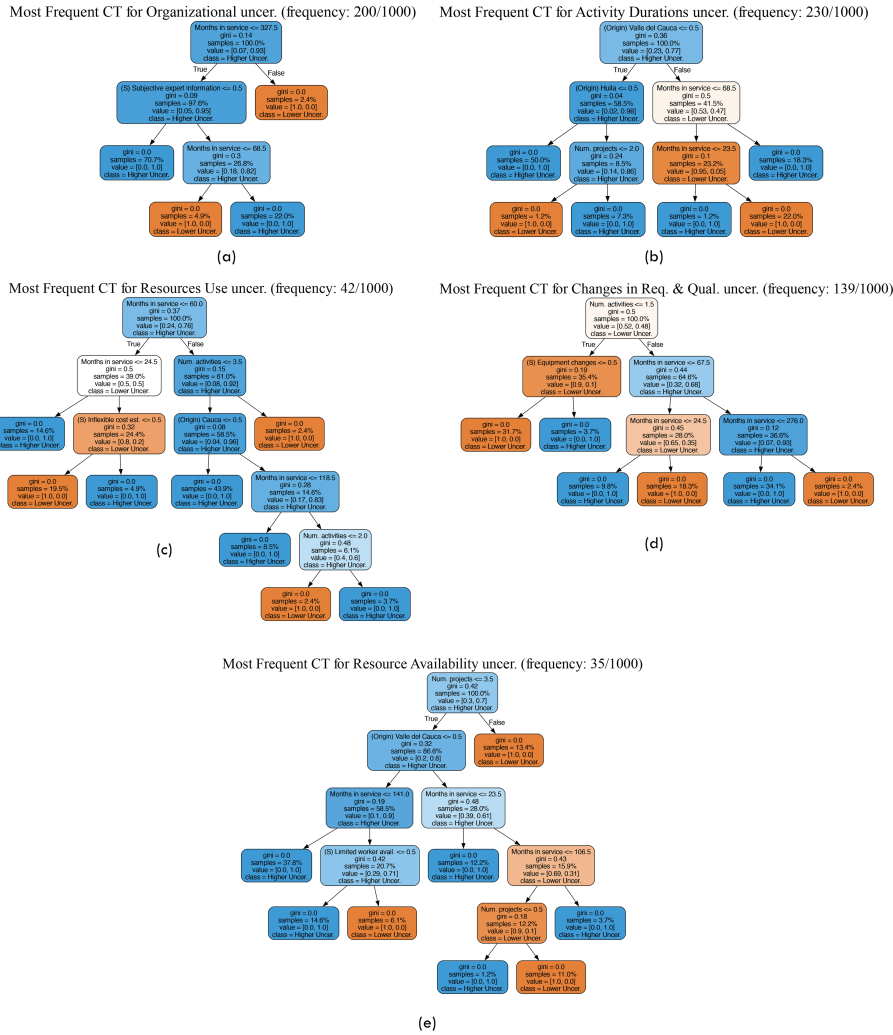 Most Frequent CT for Organizational uncer. (frequency: 200/1000)
Months in service <= 327.5
gini = 0.14
samples = 100.0%
value = [0.07, 0.93]
class = Higher Uncer.
True
False
(S) Subjective expert information <= 0.5
gini = 0.09
samples = 97.6%
value = [0.05, 0.95]
class = Higher Uncer.
gini = 0.0
samples = 2.4%
value = [1.0, 0.0]
class = Lower Uncer.
gini = 0.0
samples = 70.7%
value = [0.0, 1.0]
class = Higher Uncer.
Months in service <= 68.5
gini = 0.3
samples = 26.8%
value = [0.18, 0.82]
class = Higher Uncer.
gini = 0.0
samples = 4.9%
value = [1.0, 0.0]
class = Lower Uncer.
gini = 0.0
samples = 22.0%
value = [0.0, 1.0]
class = Higher Uncer.
(a)
Most Frequent CT for Activity Durations uncer. (frequency: 230/1000)
(Origin) Valle del Cauca <= 0.5
gini = 0.36
samples = 100.0%
value = [0.23, 0.77]
class = Higher Uncer.
True
False
(Origin) Huila <= 0.5
gini = 0.04
samples = 58.5%
value = [0.02, 0.98]
class = Higher Uncer.
Months in service <= 68.5
gini = 0.5
samples = 41.5%
value = [0.53, 0.47]
class = Lower Uncer.
gini = 0.0
samples = 50.0%
value = [0.0, 1.0]
class = Higher Uncer.
Num. projects <= 2.0
gini = 0.24
samples = 8.5%
value = [0.14, 0.86]
class = Higher Uncer.
Months in service <= 23.5
gini = 0.1
samples = 23.2%
value = [0.95, 0.05]
class = Lower Uncer.
gini = 0.0
samples = 18.3%
value = [0.0, 1.0]
class = Higher Uncer.
gini = 0.0
samples = 1.2%
value = [1.0, 0.0]
class = Lower Uncer.
gini = 0.0
samples = 7.3%
value = [0.0, 1.0]
class = Higher Uncer.
gini = 0.0
samples = 1.2%
value = [0.0, 1.0]
class = Higher Uncer.
gini = 0.0
samples = 22.0%
value = [1.0, 0.0]
class = Lower Uncer.
(b)
Most Frequent CT for Resources Use uncer. (frequency: 42/1000)
Months in service <= 60.0
gini = 0.37
samples = 100.0%
value = [0.24, 0.76]
class = Higher Uncer.
True
False
Months in service <= 24.5
gini = 0.5
samples = 39.0%
value = [0.5, 0.5]
class = Lower Uncer.
Num. activities <= 3.5
gini = 0.15
samples = 61.0%
value = [0.08, 0.92]
class = Higher Uncer.
gini = 0.0
samples = 14.6%
value = [0.0, 1.0]
class = Higher Uncer.
(S) Inflexible cost est. <= 0.5
gini = 0.32
samples = 24.4%
value = [0.8, 0.2]
class = Lower Uncer.
(Origin) Cauca <= 0.5
gini = 0.08
samples = 58.5%
value = [0.04, 0.96]
class = Higher Uncer.
gini = 0.0
samples = 2.4%
value = [1.0, 0.0]
class = Lower Uncer.
gini = 0.0
samples = 19.5%
value = [1.0, 0.0]
class = Lower Uncer.
gini = 0.0
samples = 4.9%
value = [0.0, 1.0]
class = Higher Uncer.
gini = 0.0
samples = 43.9%
value = [0.0, 1.0]
class = Higher Uncer.
Months in service <= 118.5
gini = 0.28
samples = 14.6%
value = [0.17, 0.83]
class = Higher Uncer.
gini = 0.0
samples = 8.5%
value = [0.0, 1.0]
class = Higher Uncer.
Num. activities <= 2.0
gini = 0.48
samples = 6.1%
value = [0.4, 0.6]
class = Higher Uncer.
gini = 0.0
samples = 2.4%
value = [1.0, 0.0]
class = Lower Uncer.
gini = 0.0
samples = 3.7%
value = [0.0, 1.0]
class = Higher Uncer.
(c)
Most Frequent CT for Changes in Req. & Qual. uncer. (frequency: 139/1000)
Num. activities <= 1.5
gini = 0.5
samples = 100.0%
value = [0.52, 0.48]
class = Lower Uncer.
True
False
(S) Equipment changes <= 0.5
gini = 0.19
samples = 35.4%
value = [0.9, 0.1]
class = Lower Uncer.
Months in service <= 67.5
gini = 0.44
samples = 64.6%
value = [0.32, 0.68]
class = Higher Uncer.
gini = 0.0
samples = 31.7%
value = [1.0, 0.0]
class = Lower Uncer.
gini = 0.0
samples = 3.7%
value = [0.0, 1.0]
class = Higher Uncer.
Months in service <= 24.5
gini = 0.45
samples = 28.0%
value = [0.65, 0.35]
class = Lower Uncer.
Months in service <= 276.0
gini = 0.12
samples = 36.6%
value = [0.07, 0.93]
class = Higher Uncer.
gini = 0.0
samples = 9.8%
value = [0.0, 1.0]
class = Higher Uncer.
gini = 0.0
samples = 18.3%
value = [1.0, 0.0]
class = Lower Uncer.
gini = 0.0
samples = 34.1%
value = [0.0, 1.0]
class = Higher Uncer.
gini = 0.0
samples = 2.4%
value = [1.0, 0.0]
class = Lower Uncer.
(d)
Most Frequent CT for Resource Availability uncer. (frequency: 35/1000)
Num. projects <= 3.5
gini = 0.42
samples = 100.0%
value = [0.3, 0.7]
class = Higher Uncer.
True
False
(Origin) Valle del Cauca <= 0.5
gini = 0.32
samples = 86.6%
value = [0.2, 0.8]
class = Higher Uncer.
gini = 0.0
samples = 13.4%
value = [1.0, 0.0]
class = Lower Uncer.
Months in service <= 141.0
gini = 0.19
samples = 58.5%
value = [0.1, 0.9]
class = Higher Uncer.
Months in service <= 23.5
gini = 0.48
samples = 28.0%
value = [0.39, 0.61]
class = Higher Uncer.
gini = 0.0
samples = 37.8%
value = [0.0, 1.0]
class = Higher Uncer.
(S) Limited worker avail. <= 0.5
gini = 0.42
samples = 20.7%
value = [0.29, 0.71]
class = Higher Uncer.
gini = 0.0
samples = 12.2%
value = [0.0, 1.0]
class = Higher Uncer.
Months in service <= 106.5
gini = 0.43
samples = 15.9%
value = [0.69, 0.31]
class = Lower Uncer.
gini = 0.0
samples = 14.6%
value = [0.0, 1.0]
class = Higher Uncer.
gini = 0.0
samples = 6.1%
value = [1.0, 0.0]
class = Lower Uncer.
Num. projects <= 0.5
gini = 0.18
samples = 12.2%
value = [0.9, 0.1]
class = Lower Uncer.
gini = 0.0
samples = 3.7%
value = [0.0, 1.0]
class = Higher Uncer.
gini = 0.0
samples = 1.2%
value = [0.0, 1.0]
class = Higher Uncer.
gini = 0.0
samples = 11.0%
value = [1.0, 0.0]
class = Lower Uncer.
(e)